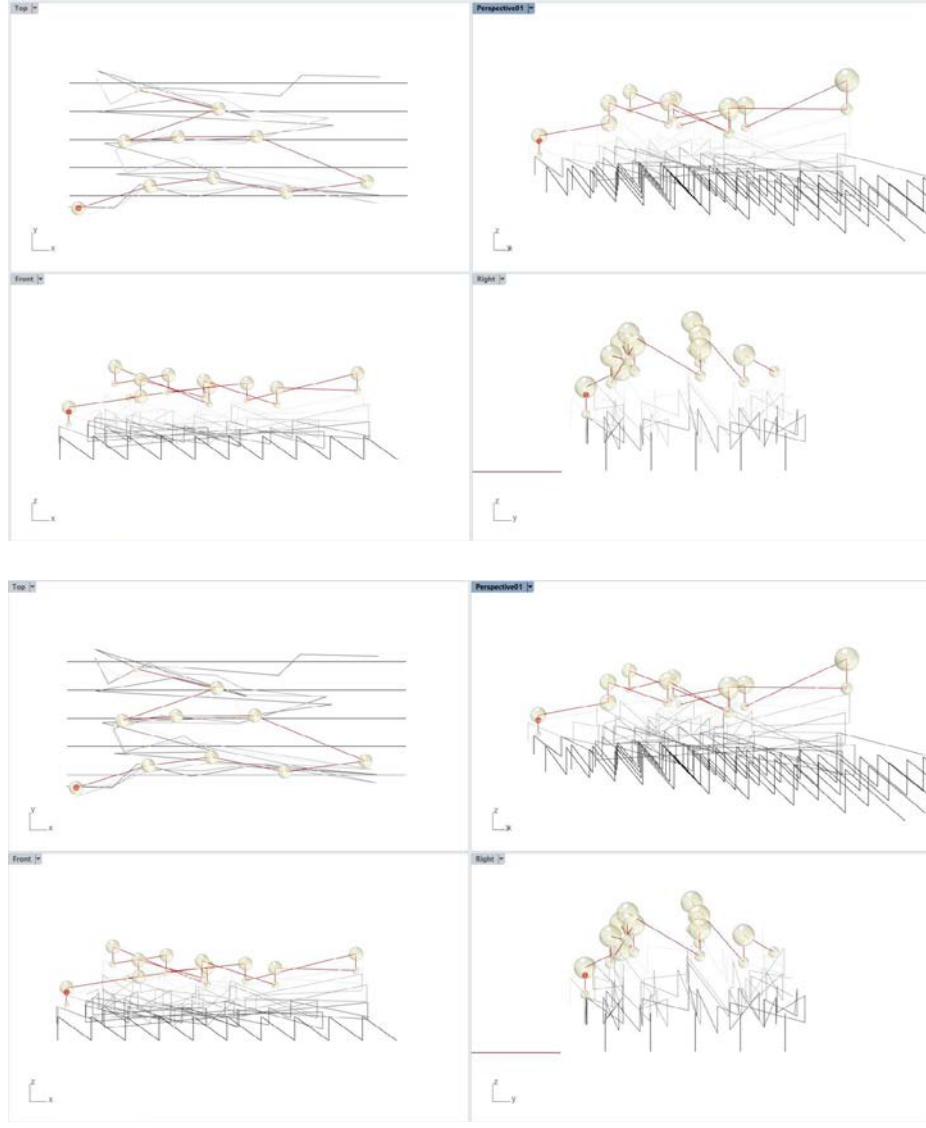 Top
Perspective01
y
x
z
x
Front
Right
z
x
z
y
Top
Perspective01
y
x
z
x
Front
Right
z
x
z
y